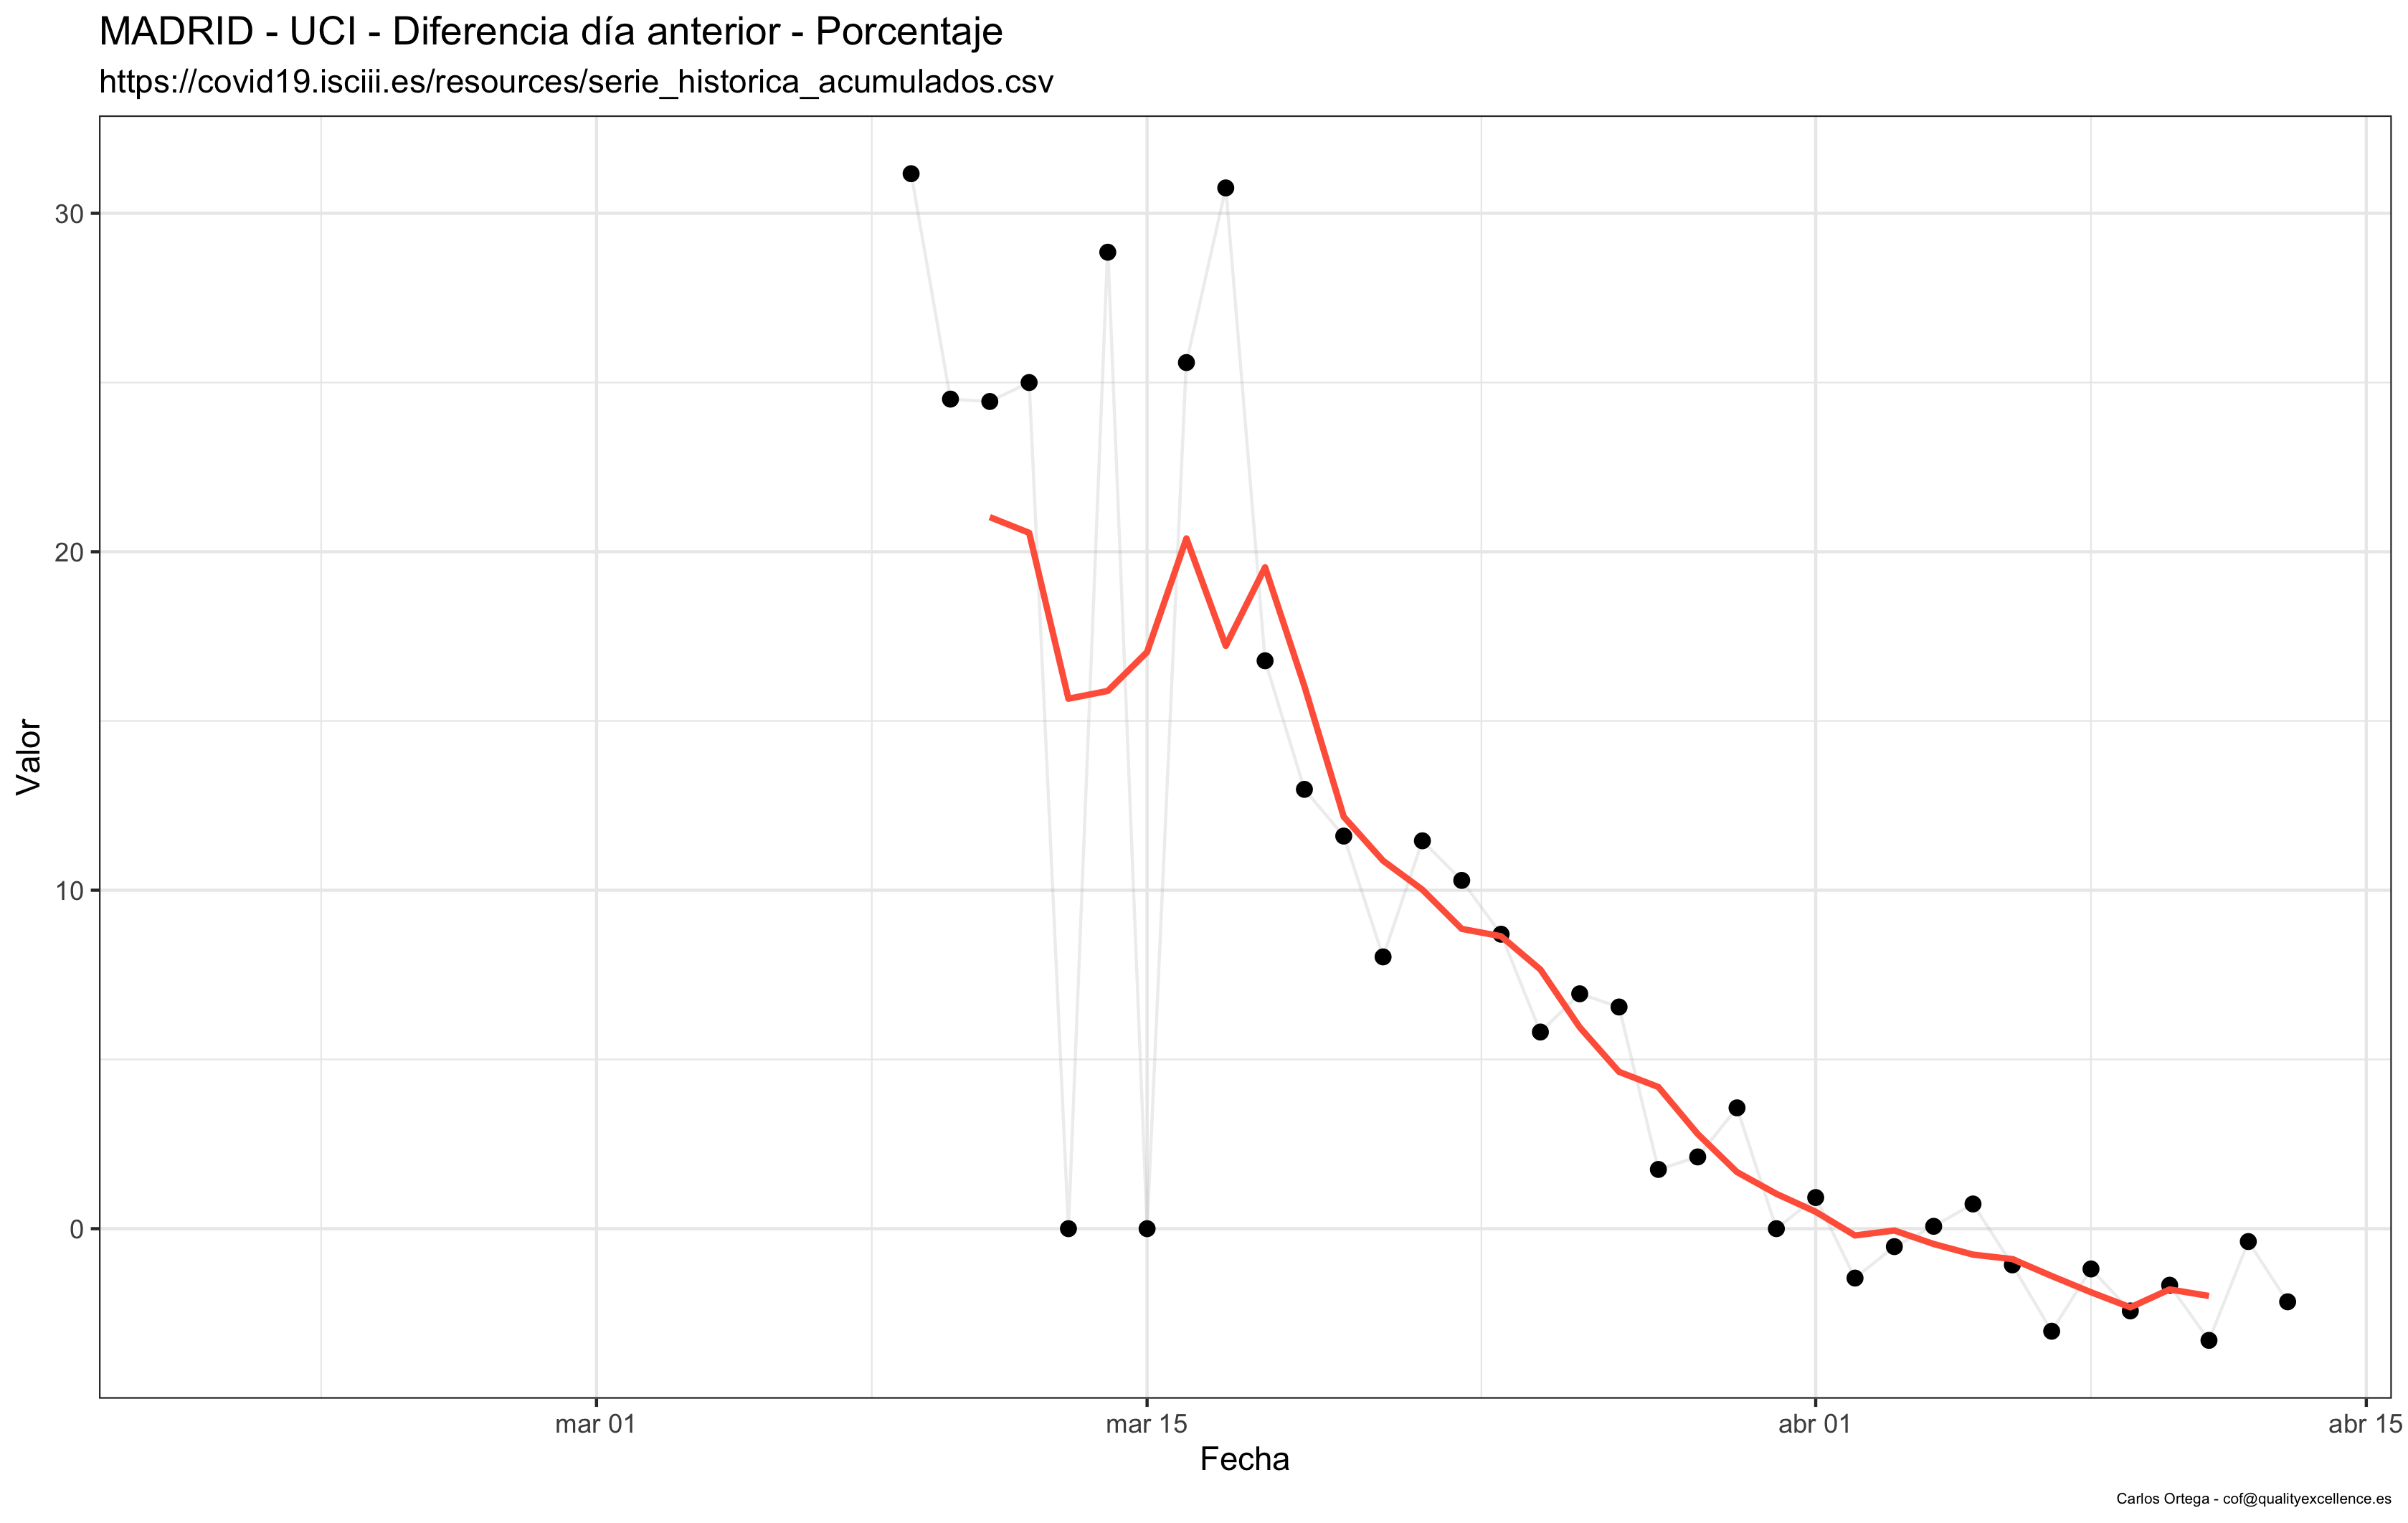 MADRID - UCI - Diferencia día anterior - Porcentaje
https://covid19.isciii.es/resources/serie_historica_acumulados.csv
30
20
10
0
Valor
mar 01
mar 15
abr 01
abr 15
Fecha
Carlos Ortega - cof@qualityexcellence.es